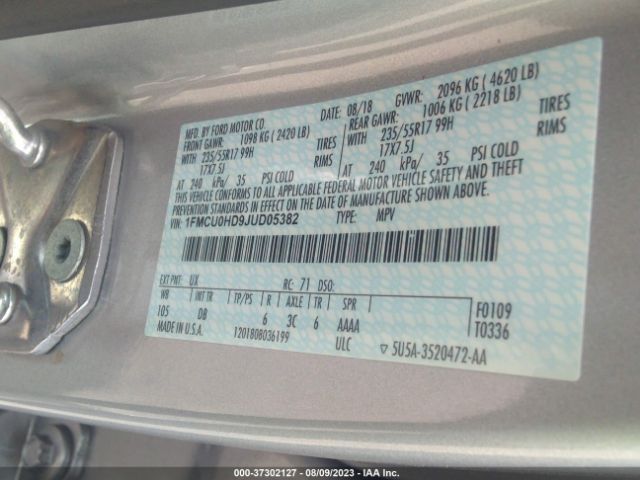 MFD. BY FORD MOTOR CO. DATE: 08/18 GVWR: 2096 KG ( 4620 LB)
FRONT GAWR: 1098 KG ( 2420 LB) REAR GAWR: 1006 KG ( 2218 LB)
WITH 235/55R17 99H TIRES WITH 235/55R17 99H TIRES
17X7.5J RIMS 17X7.5J RIMS
AT 240 kPa/ 35 PSI COLD AT 240 kPa/ 35 PSI COLD
THIS VEHICLE CONFORMS TO ALL APPLICABLE FEDERAL MOTOR VEHICLE SAFETY AND THEFT
PREVENTION STANDARDS IN EFFECT ON THE DATE OF MANUFACTURE SHOWN ABOVE.
VIN: 1FMCU0HD9JUD05382 TYPE: MPV
EXT PNT: UX RC: 71 DSO:
WB INT TR TP/PS R AXLE TR SPR F0109
105 DB 6 3C 6 AAAA T0336
MADE IN U.S.A. 1201808036199 ULC ▽ 5U5A-3520472-AA
000-37302127 - 08/09/2023 - IAA Inc.